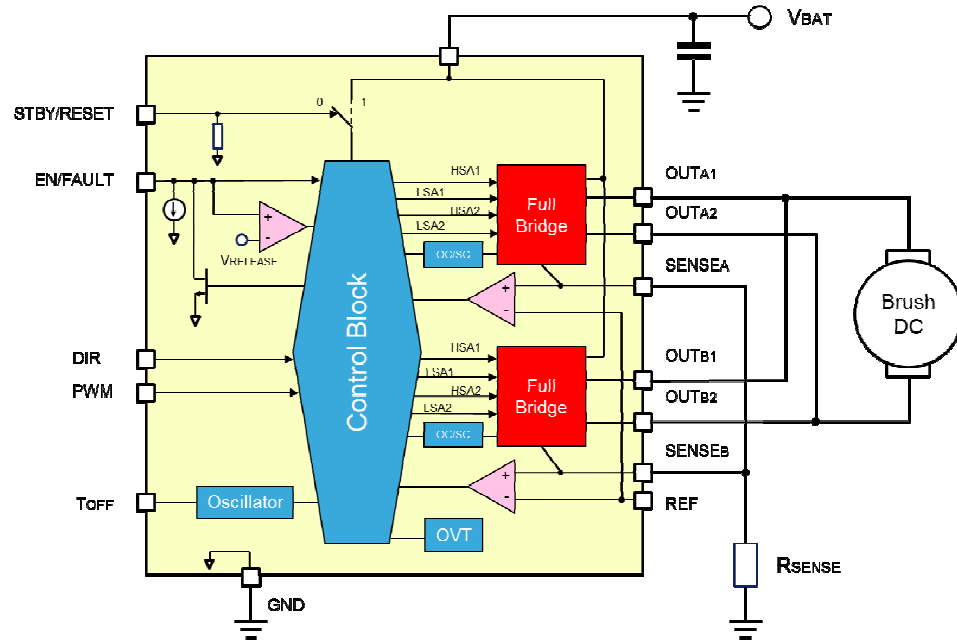 VBAT
STBY/RESET
0
1
EN/FAULT
+
-
VRELEASE
HSA1
LSA1
HSA2
LSA2
OC/SC
Full
Bridge
OUTA1
OUTA2
SENSEA
+
-
Control Block
Brush
DC
DIR
PWM
HSA1
LSA1
HSA2
LSA2
OC/SC
Full
Bridge
OUTB1
OUTB2
SENSEB
+
-
REF
TOFF
Oscillator
OVT
RSENSE
GND